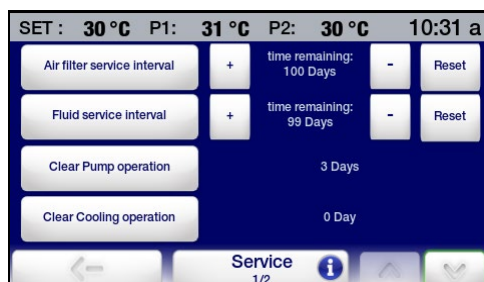 SET : 30 °C P1: 31 °C P2: 30 °C 10:31 a
Air filter service interval + time remaining: 100 Days - Reset
Fluid service interval + time remaining: 99 Days - Reset
Clear Pump operation 3 Days
Clear Cooling operation 0 Day
Service
1/2